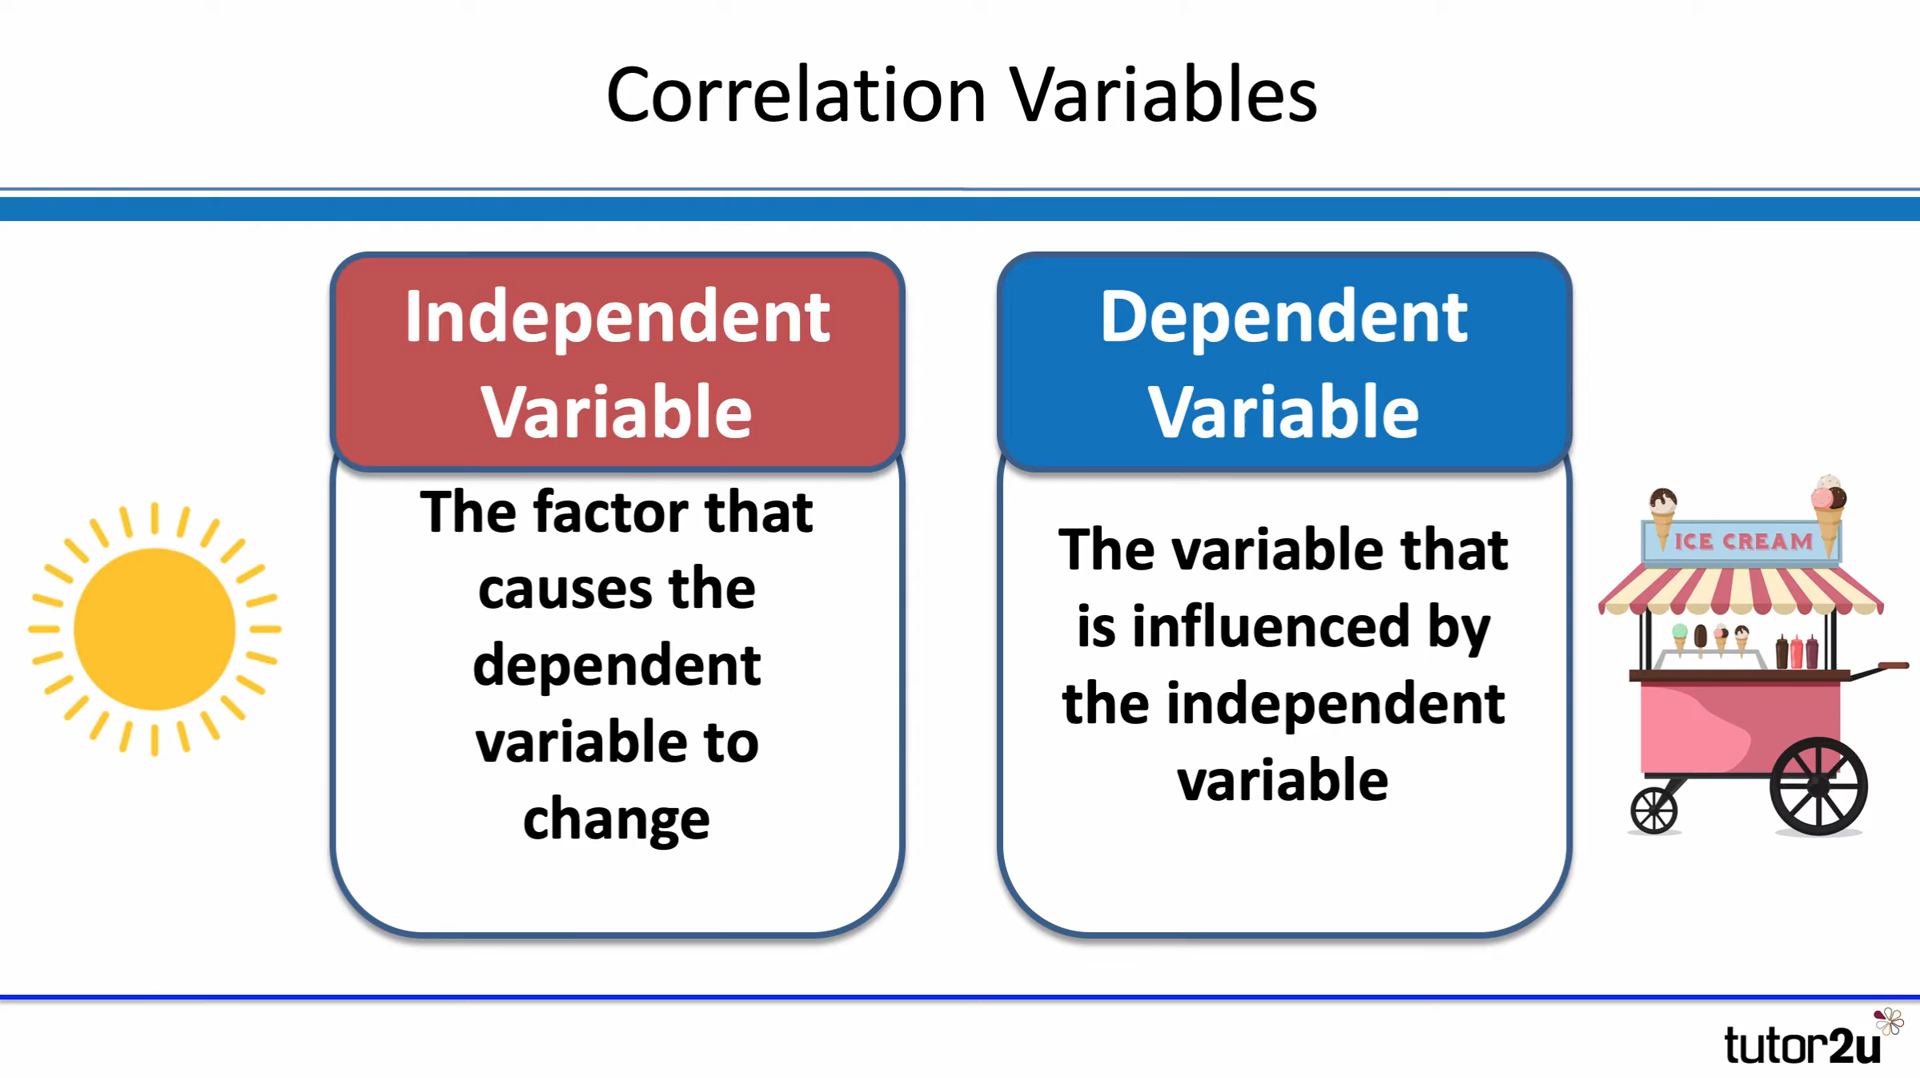 Correlation Variables
Independent
Variable
The factor that
causes the
dependent
variable to
change
Dependent
Variable
The variable that
is influenced by
the independent
variable
ICE CREAM
tutor2u